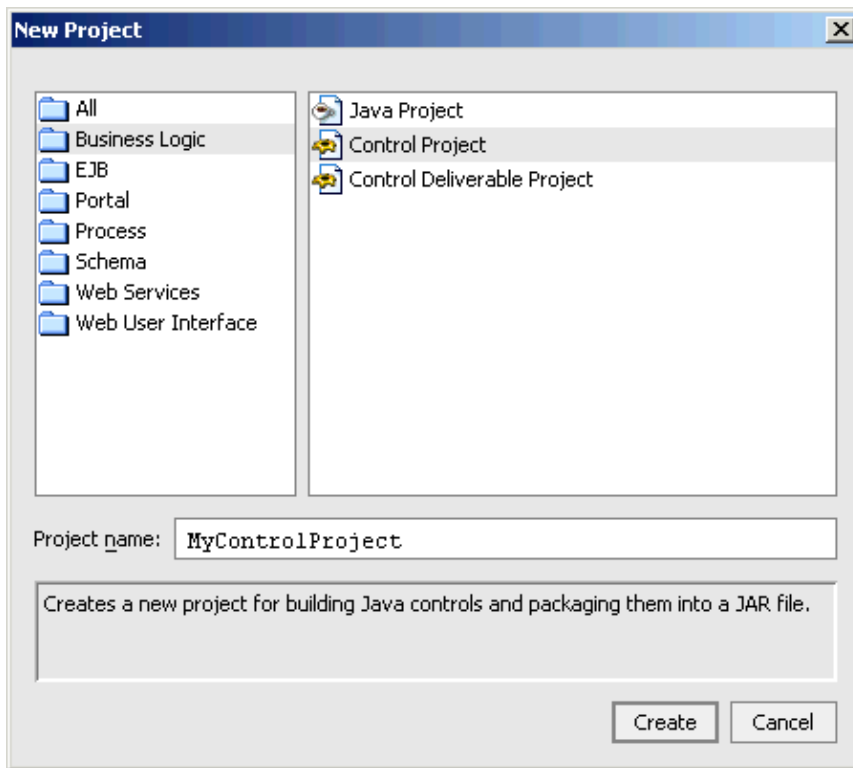 New Project
All
Business Logic
EJB
Portal
Process
Schema
Web Services
Web User Interface
Java Project
Control Project
Control Deliverable Project
Project name: MyControlProject
Creates a new project for building Java controls and packaging them into a JAR file.
Create Cancel